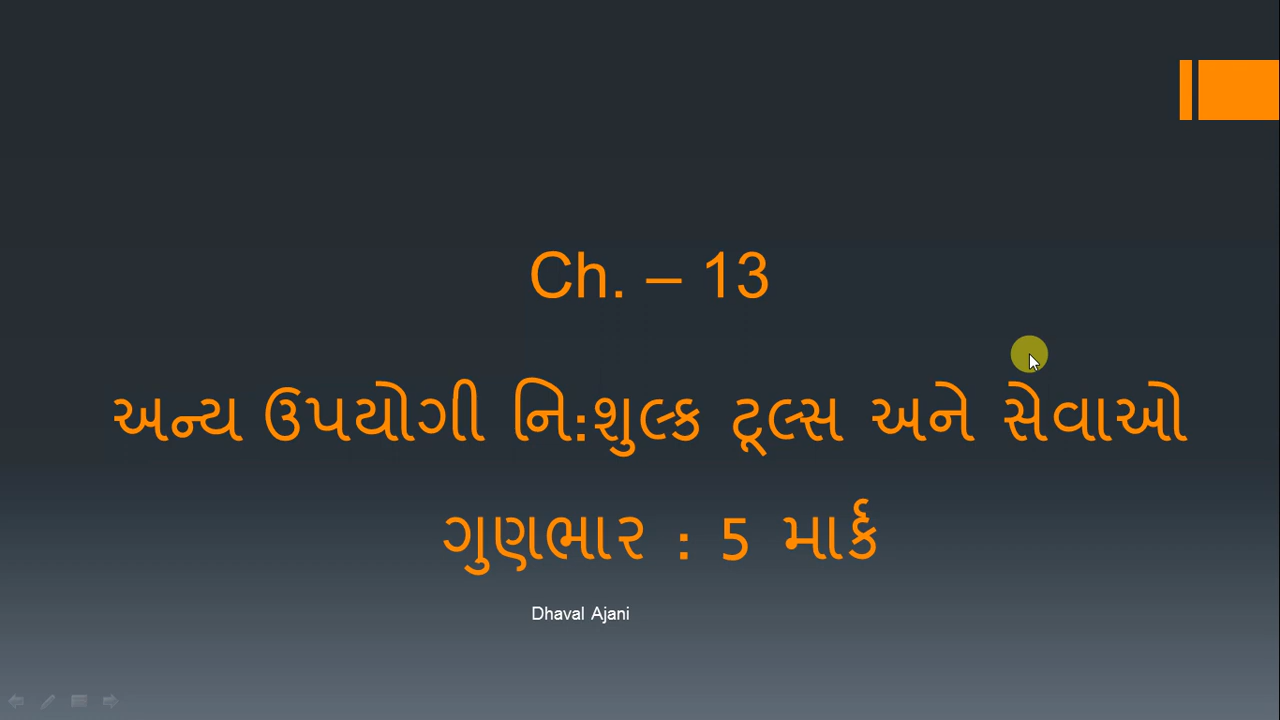 Ch. – 13
અન્ય ઉપયોગી નિ:શુલ્ક ટૂલ્સ અને સેવાઓ
ગુણભાર : 5 માર્ક
Dhaval Ajani